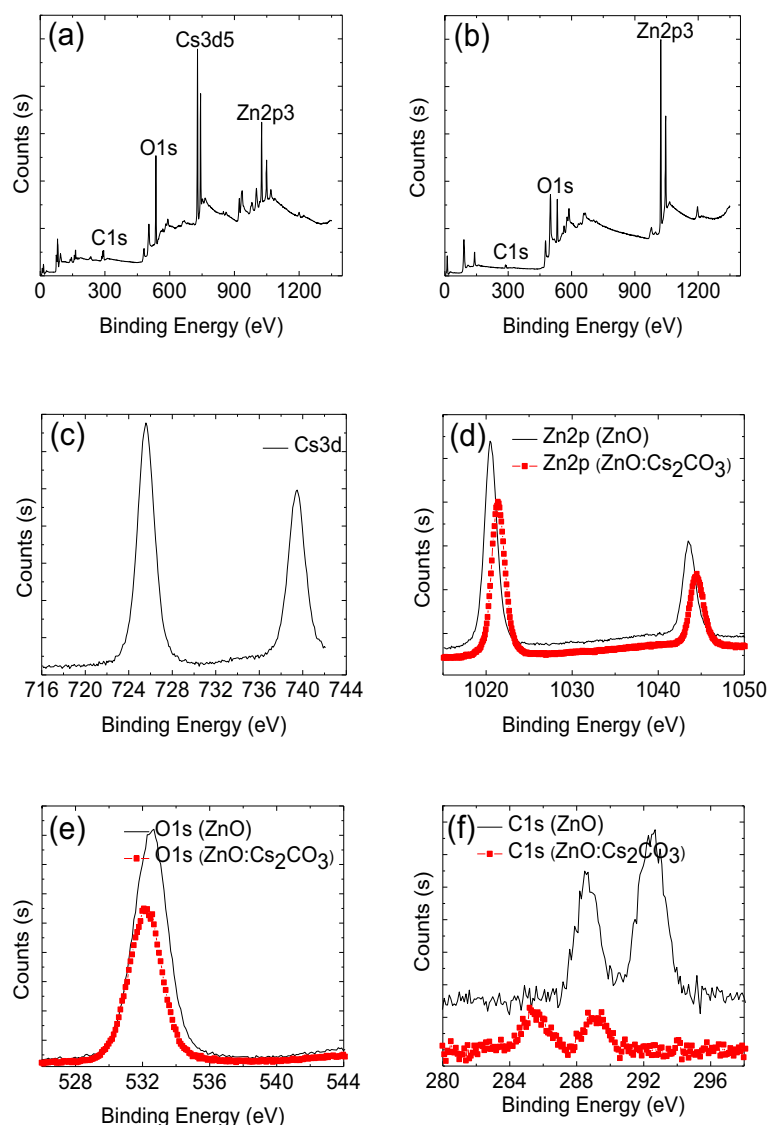 (a)
Cs3d5
Zn2p3
O1s
C1s
Counts (s)
0 300 600 900 1200
Binding Energy (eV)
(b)
Zn2p3
O1s
C1s
Counts (s)
0 300 600 900 1200
Binding Energy (eV)
(c)
Cs3d
Counts (s)
716 720 724 728 732 736 740 744
Binding Energy (eV)
(d)
Zn2p (ZnO)
Zn2p (ZnO:Cs₂CO₃)
Counts (s)
1020 1030 1040 1050
Binding Energy (eV)
(e)
O1s (ZnO)
O1s (ZnO:Cs₂CO₃)
Counts (s)
528 532 536 540 544
Binding Energy (eV)
(f)
C1s (ZnO)
C1s (ZnO:Cs₂CO₃)
Counts (s)
280 284 288 292 296
Binding Energy (eV)